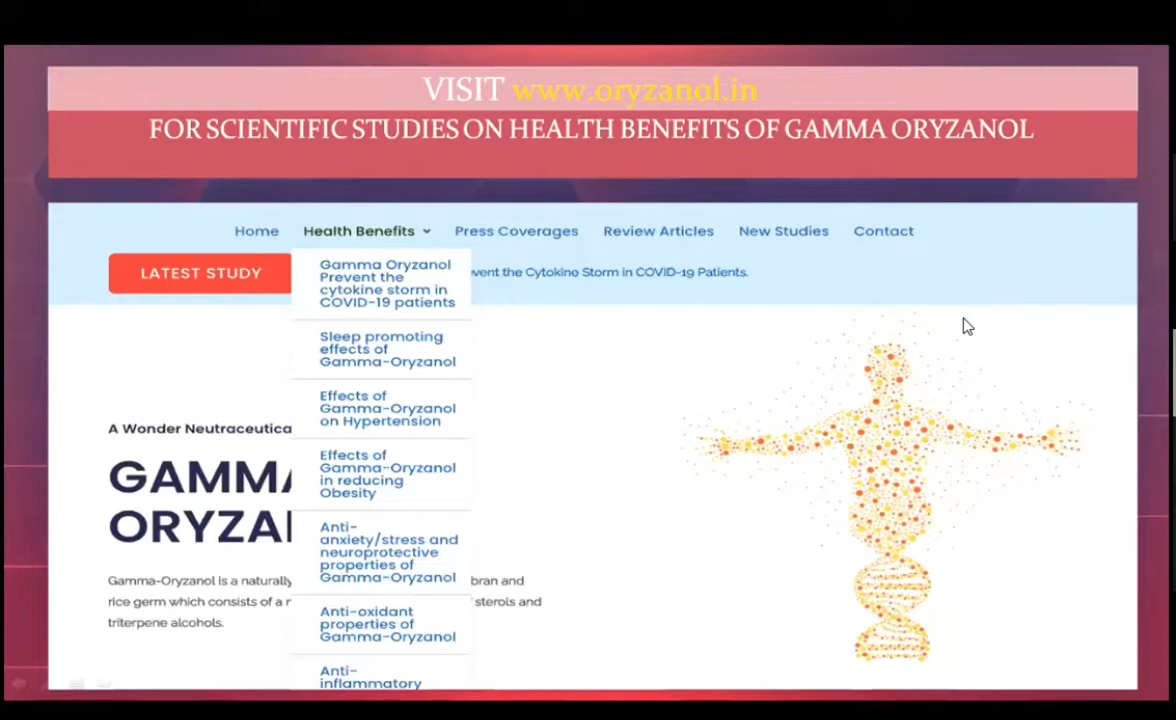 VISIT www.oryzanol.in
FOR SCIENTIFIC STUDIES ON HEALTH BENEFITS OF GAMMA ORYZANOL
Home Health Benefits Press Coverages Review Articles New Studies Contact
LATEST STUDY
the Cytokine Storm in COVID-19 Patients.
Gamma Oryzanol
Prevent the
cytokine storm in
COVID-19 patients
Sleep promoting
effects of
Gamma-Oryzanol
Effects of
Gamma-Oryzanol
on Hypertension
Effects of
Gamma-Oryzanol
in reducing
Obesity
Anti-
anxiety/stress and
neuroprotective
properties of
Gamma-Oryzanol
Anti-oxidant
properties of
Gamma-Oryzanol
Anti-
inflammatory
A Wonder Neutraceutica
GAMMA
ORYZA
Gamma-Oryzanol is a naturally bran and
rice germ which consists of a sterols and
triterpene alcohols.